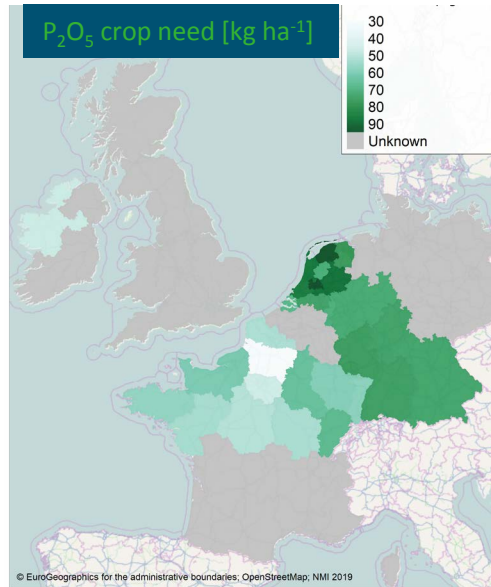 P₂O₅ crop need [kg ha⁻¹]
30
40
50
60
70
80
90
Unknown
© EuroGeographics for the administrative boundaries; OpenStreetMap; NMI 2019